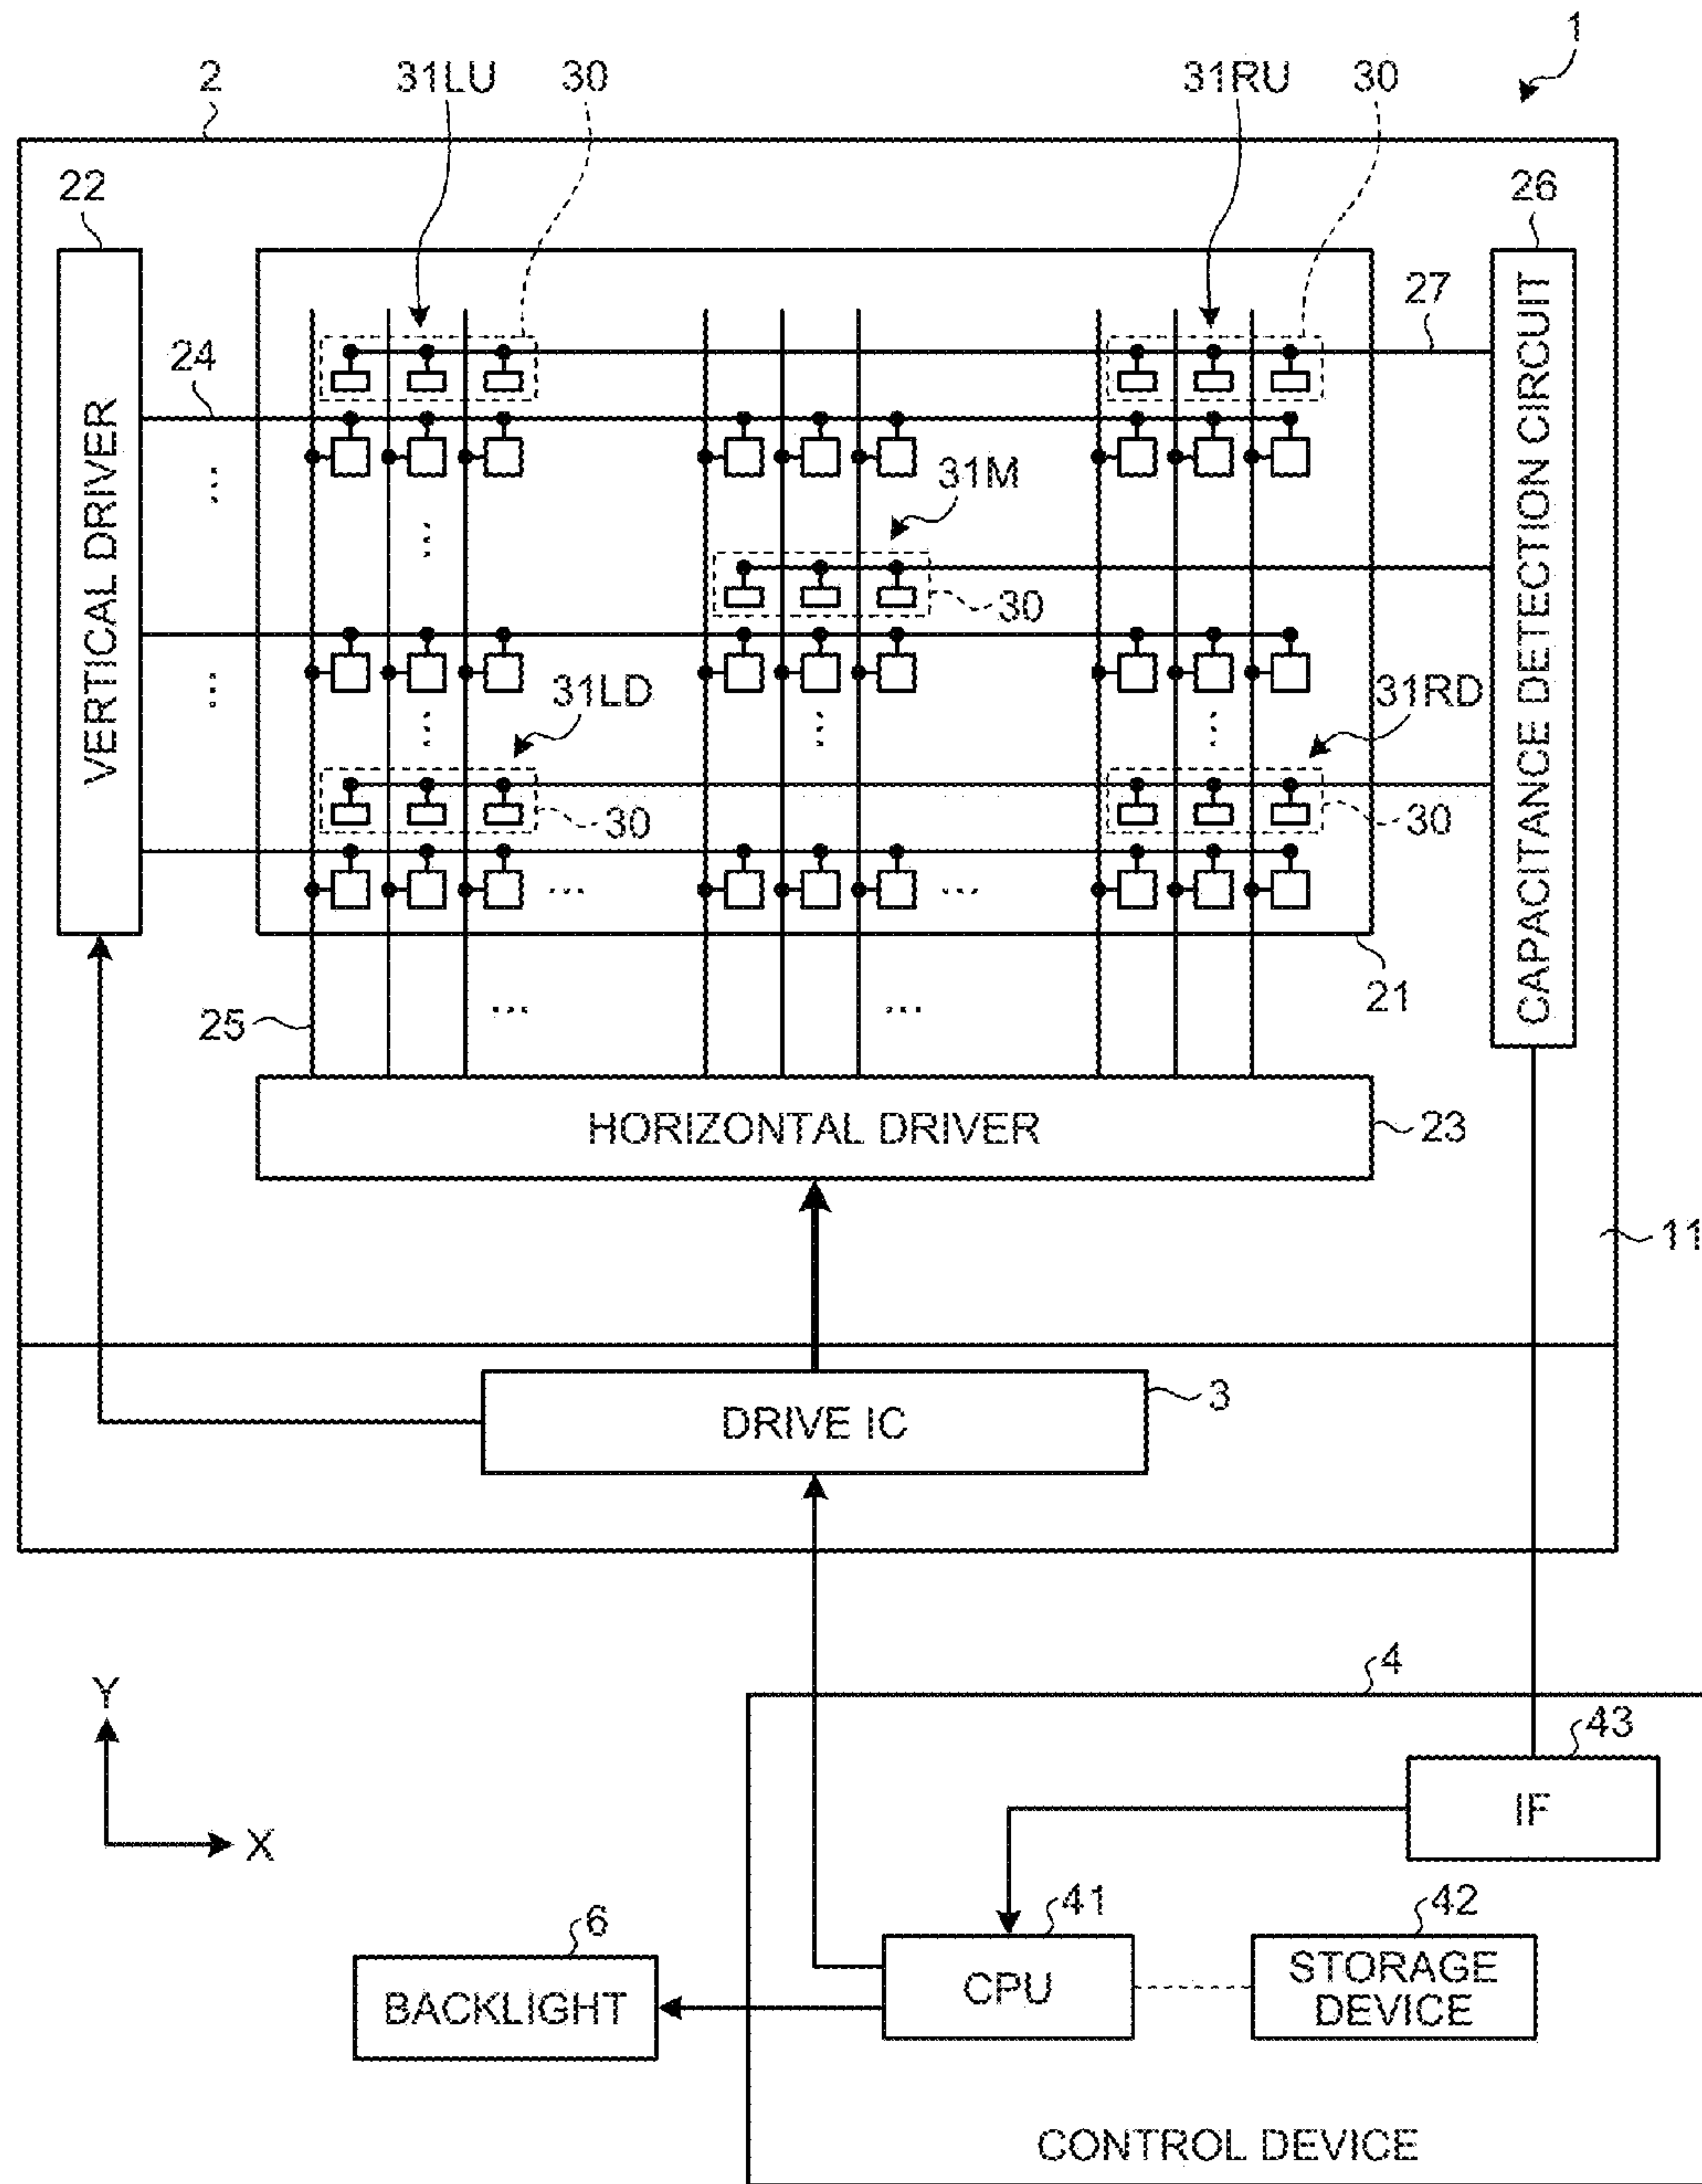 1
2
31LU
30
31RU
30
22
26
27
24
VERTICAL DRIVER
CAPACITANCE DETECTION CIRCUIT
...
31M
...
30
...
31LD
31RD
...
...
...
30
30
...
...
21
25
...
...
HORIZONTAL DRIVER
23
11
3
DRIVE IC
4
Y
43
IF
X
41
42
6
CPU
STORAGE
DEVICE
BACKLIGHT
CONTROL DEVICE